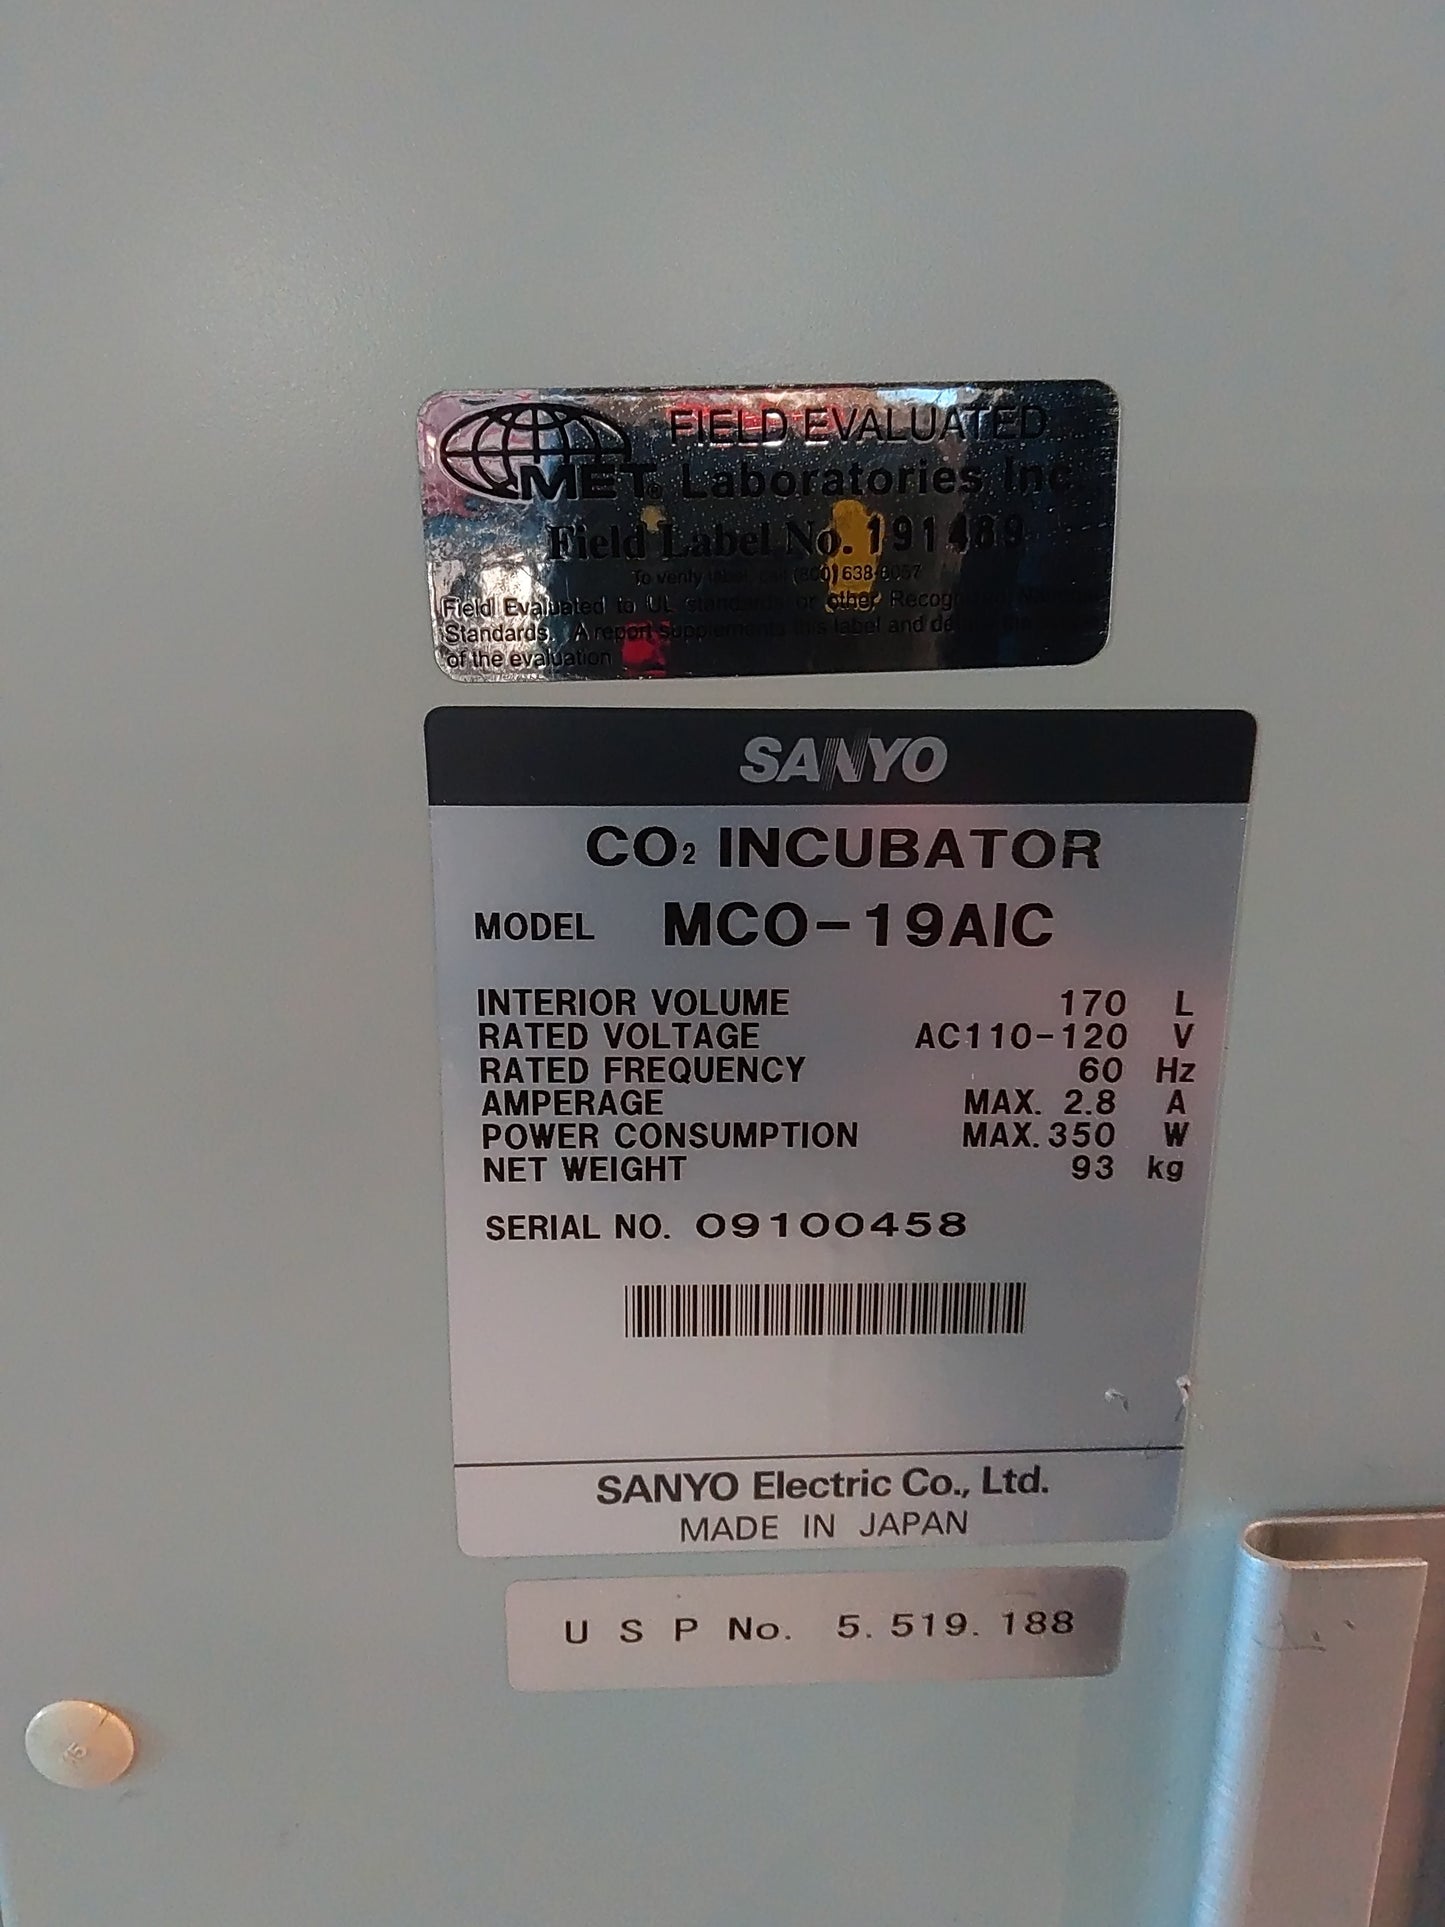 FIELD EVALUATED
MET® Laboratories Inc
Field Label No. 191489
To verify label, call (800) 638-6057
Field Evaluated to UL standards or other Recognized National
Standards. A report supplements this label and
of the evaluation
SANYO
CO₂ INCUBATOR
MODEL MCO-19AIC
INTERIOR VOLUME 170 L
RATED VOLTAGE AC110-120 V
RATED FREQUENCY 60 Hz
AMPERAGE MAX. 2.8 A
POWER CONSUMPTION MAX. 350 W
NET WEIGHT 93 kg
SERIAL NO. 09100458
SANYO Electric Co., Ltd.
MADE IN JAPAN
U S P No. 5. 519. 188